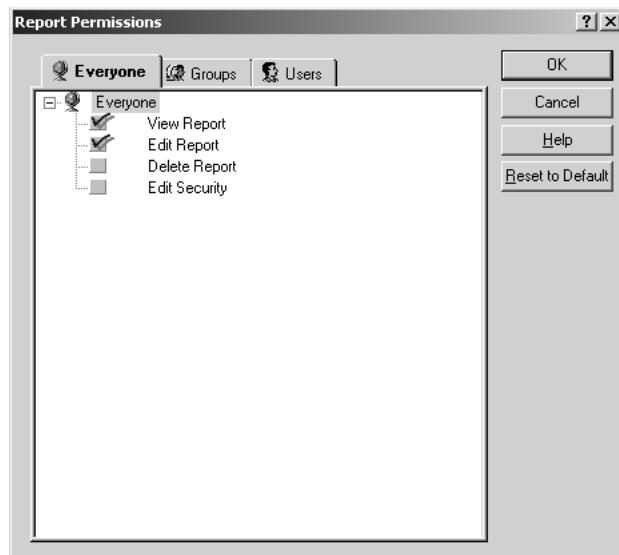 Report Permissions
Everyone Groups Users
Everyone
View Report
Edit Report
Delete Report
Edit Security
OK
Cancel
Help
Reset to Default